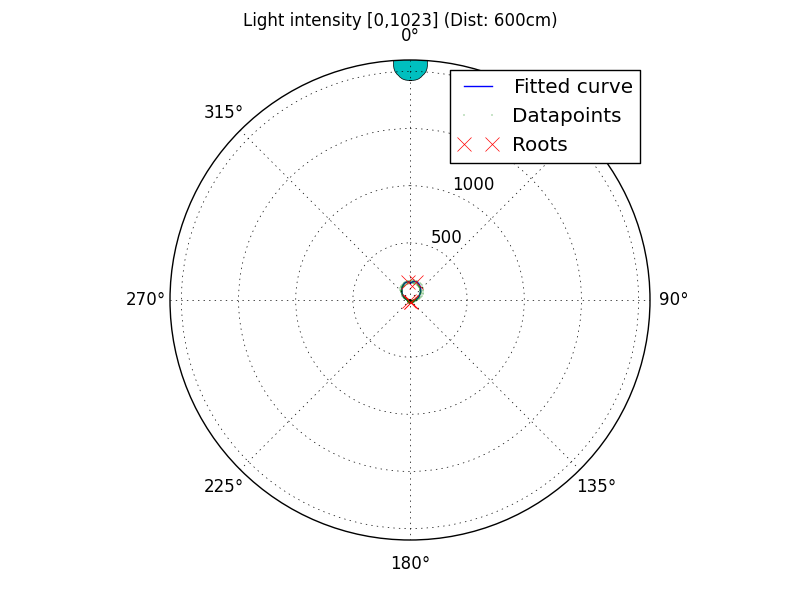 Light intensity [0,1023] (Dist: 600cm)
0°
Fitted curve
Datapoints
Roots
315°
1000
500
270°
90°
225°
135°
180°